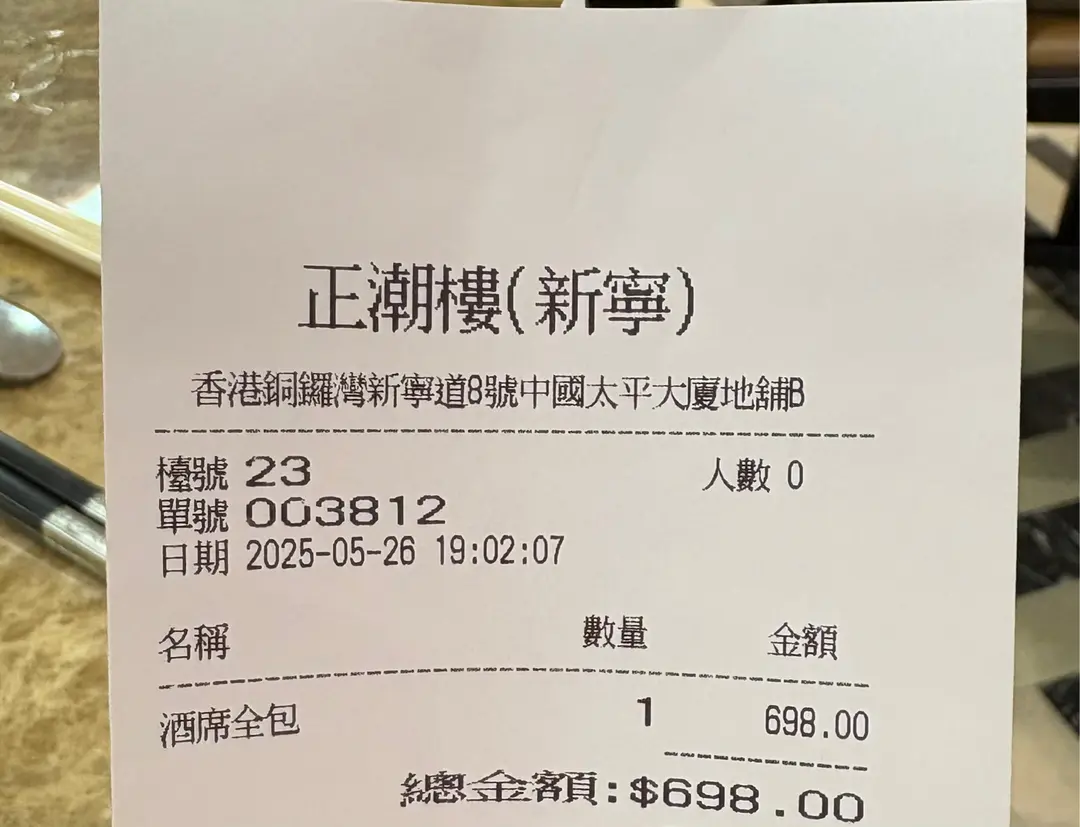 正潮樓(新寧)
香港銅鑼灣新寧道8號中國太平大廈地舖B
檯號 23 人數 0
單號 003812
日期 2025-05-26 19:02:07
名稱 數量 金額
酒席全包 1 698.00
總金額:$698.00